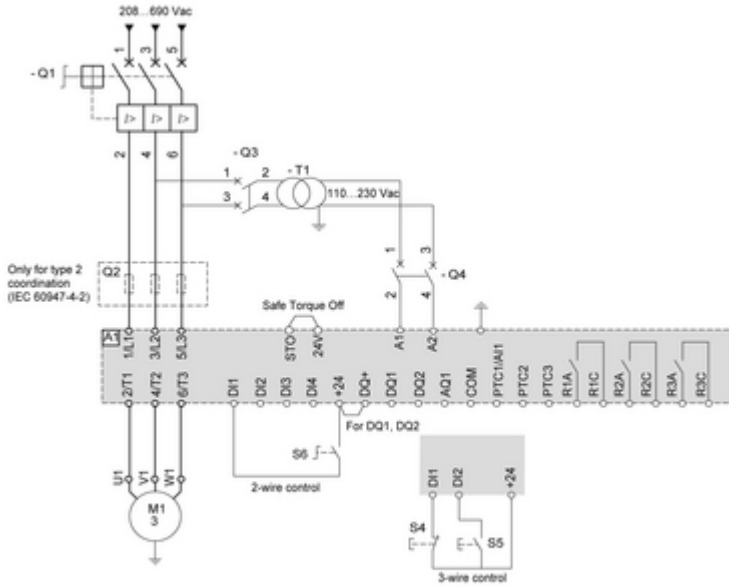 208...690 Vac
1 3 5
- Q1
I> I> I>
2 4 6
- Q3
- T1
1 2
3 4
110...230 Vac
1 3
- Q4
2 4
Only for type 2
coordination
(IEC 60947-4-2)
Q2
Safe Torque Off
A1
1/L1 3/L2 5/L3 STO 24V A1 A2
2/T1 4/T2 6/T3 DI1 DI2 DI3 DI4 +24 DQ+ DQ1 DQ2 AQ1 COM PTC1/AI1 PTC2 PTC3 R1A R1C R2A R2C R3A R3C
For DQ1, DQ2
S6
2-wire control
U1 V1 W1
M1
3
DI1 DI2 +24
S4
S5
3-wire control